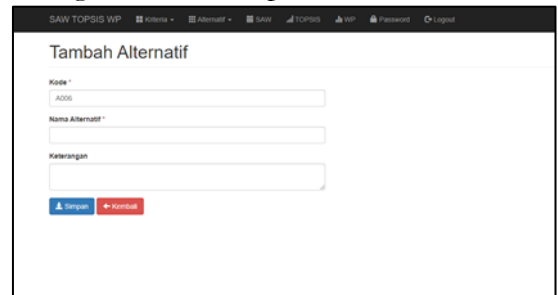 SAW TOPSIS WP Kriteria Alternatif SAW TOPSIS WP Password Logout
Tambah Alternatif
Kode *
A006
Nama Alternatif *
Keterangan
Simpan Kembali